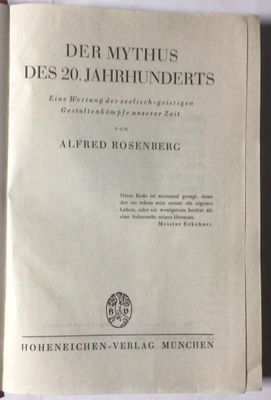 DER MYTHUS
DES 20. JAHRHUNDERTS
Eine Wertung der seelisch-geistigen
Gestaltenkämpfe unserer Zeit
VON
ALFRED ROSENBERG
Diese Rede ist niemand gesagt, denn
der sie schon sein nennt als eigenes
Leben, oder sie wenigstens besitzt als
eine Sehnsucht seines Herzens.
Meister Eckehart.
HOHENEICHEN-VERLAG MÜNCHEN